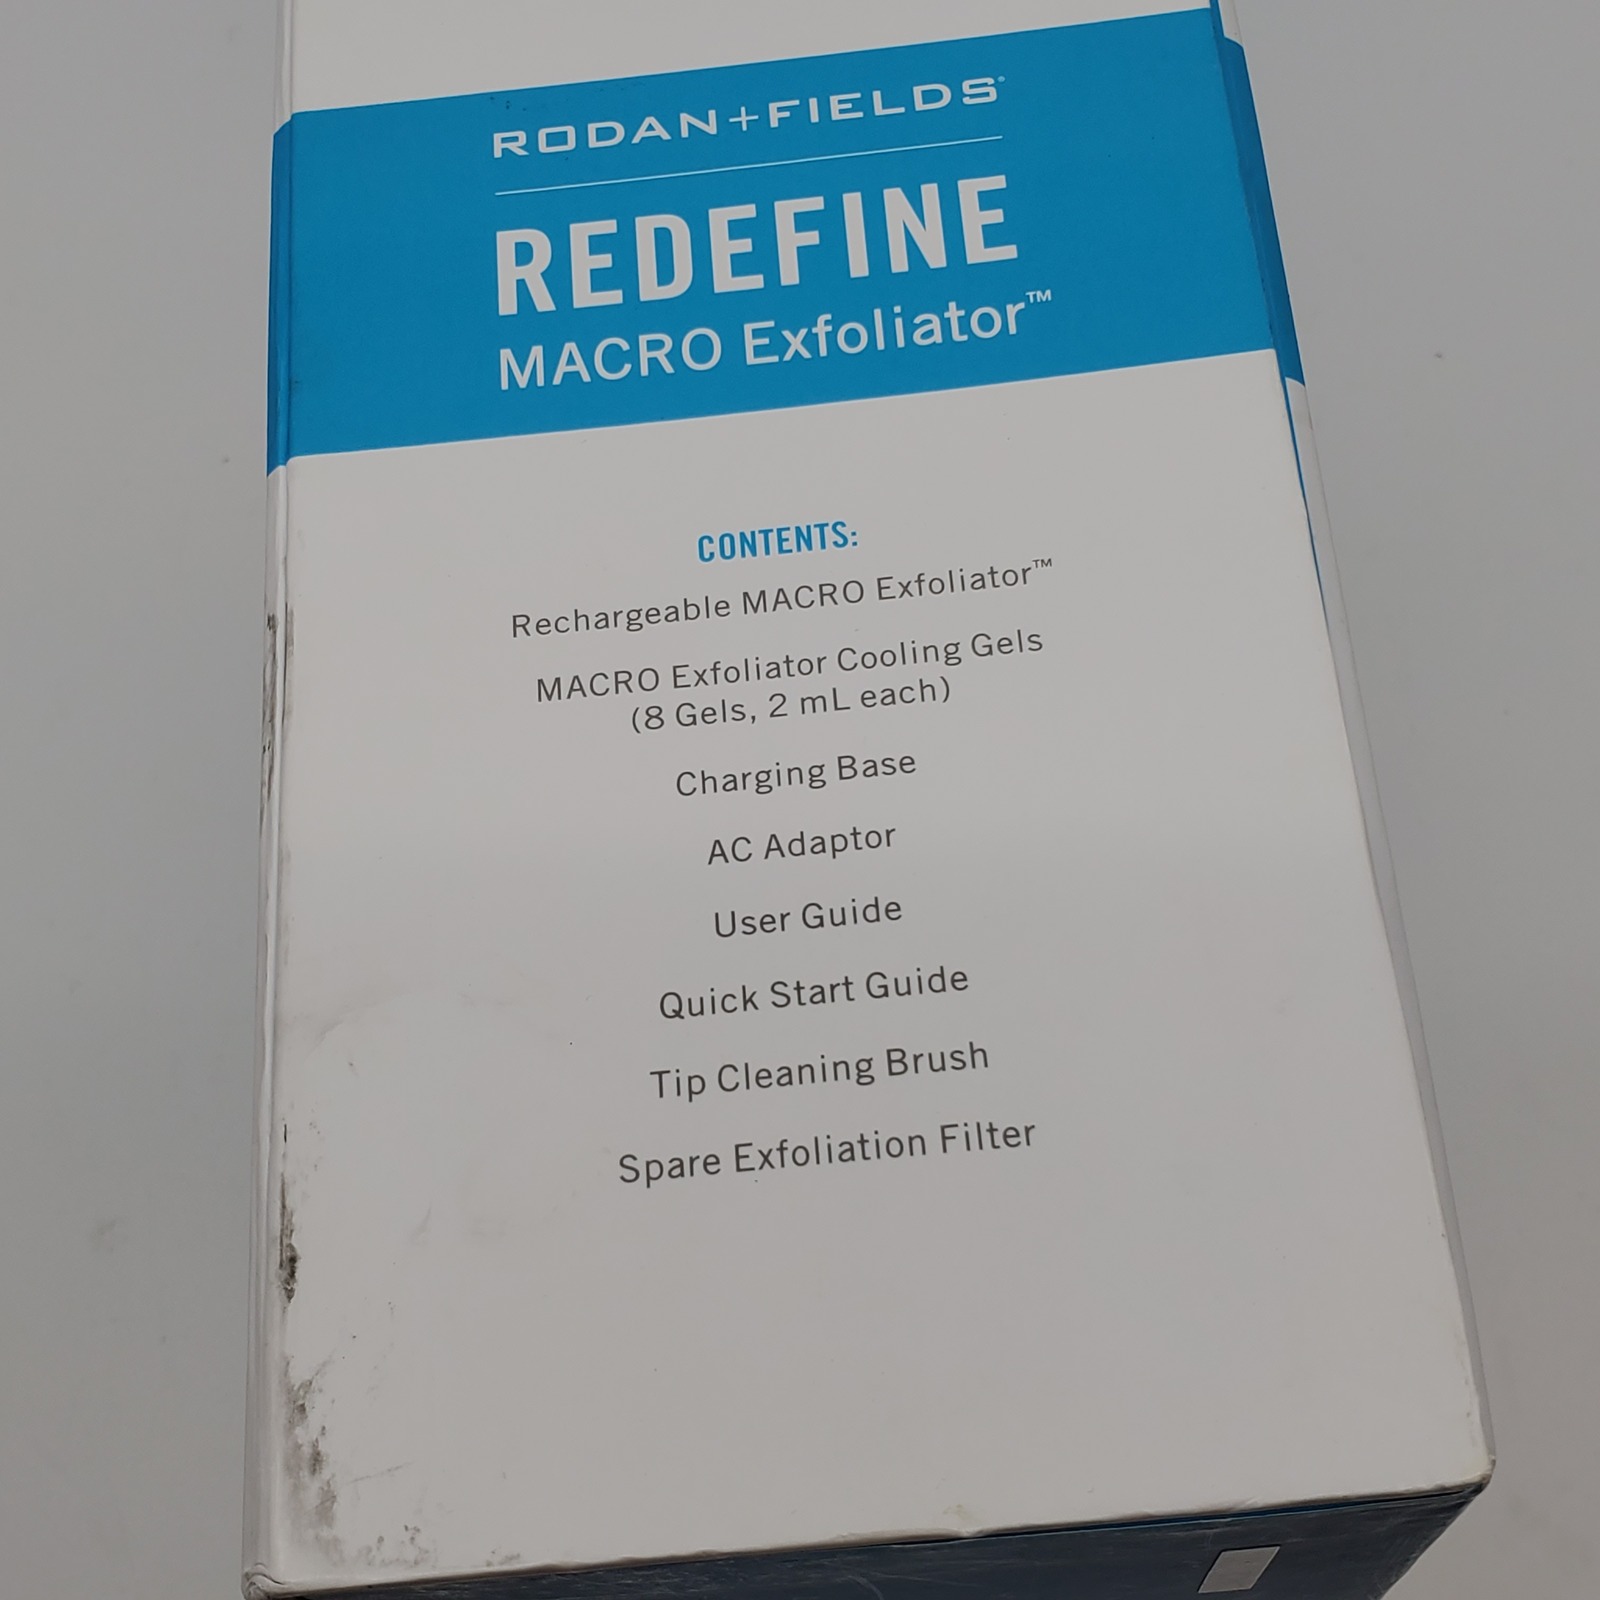 RODAN+FIELDS®
REDEFINE
MACRO Exfoliator™
CONTENTS:
Rechargeable MACRO Exfoliator™
MACRO Exfoliator Cooling Gels
(8 Gels, 2 mL each)
Charging Base
AC Adaptor
User Guide
Quick Start Guide
Tip Cleaning Brush
Spare Exfoliation Filter